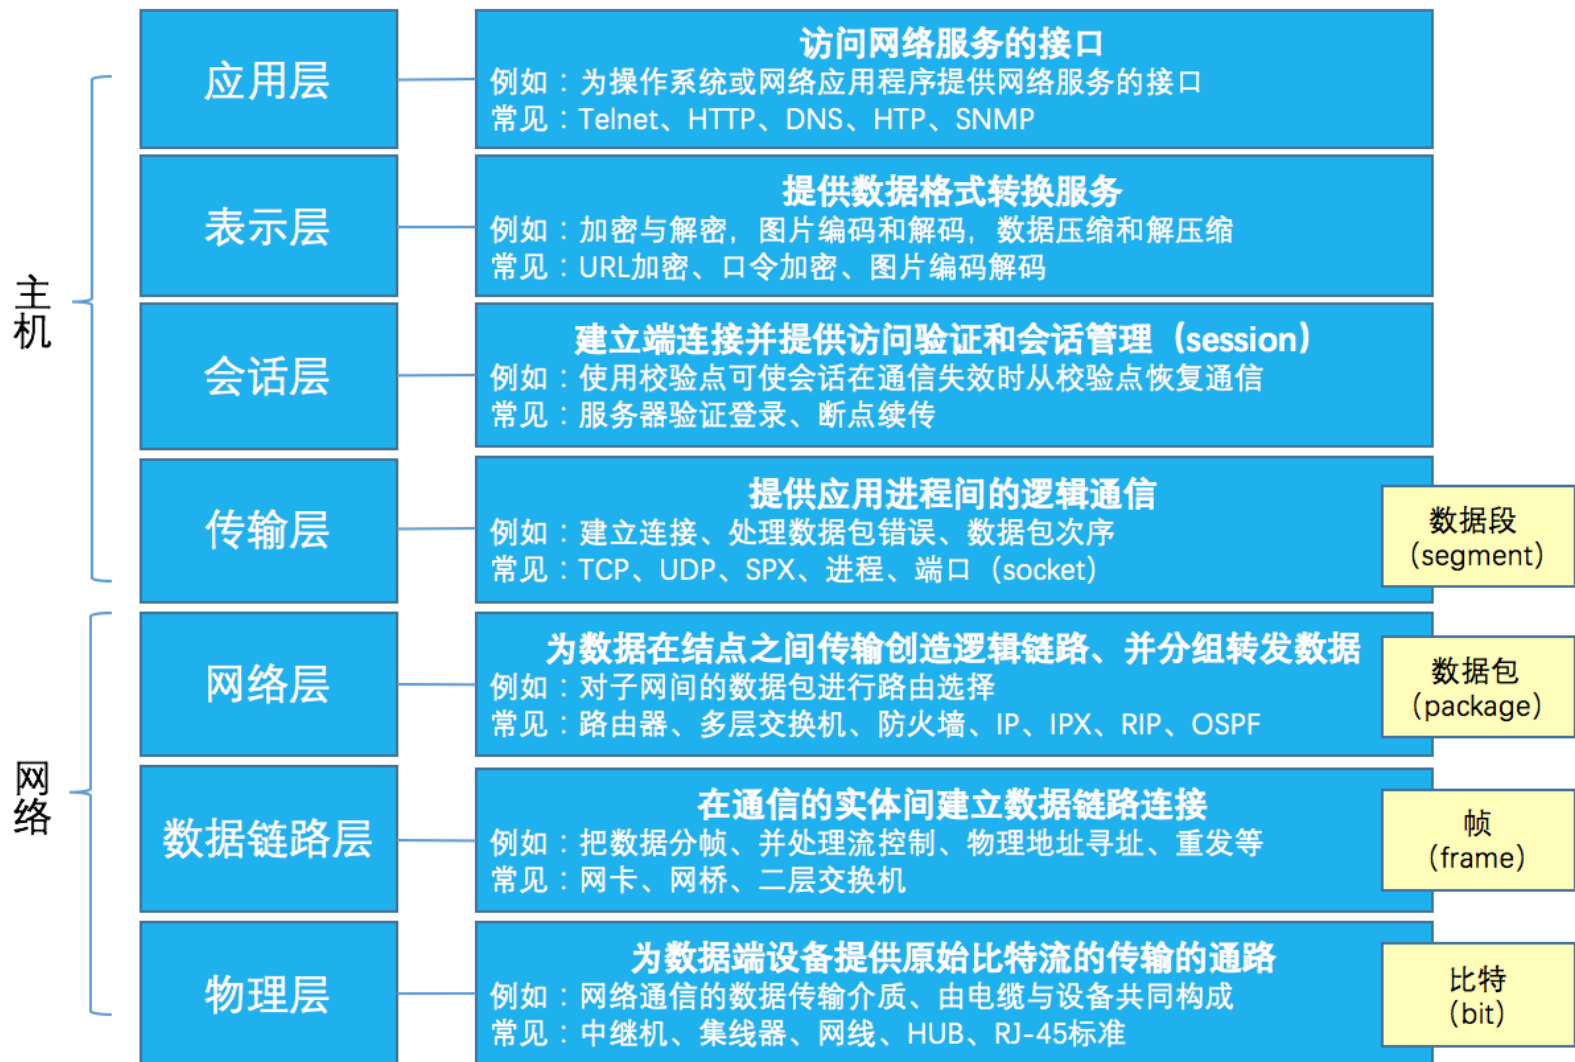 应用层
访问网络服务的接口
例如：为操作系统或网络应用程序提供网络服务的接口
常见：Telnet、HTTP、DNS、HTP、SNMP
表示层
提供数据格式转换服务
例如：加密与解密，图片编码和解码，数据压缩和解压缩
常见：URL加密、口令加密、图片编码解码
主机
会话层
建立端连接并提供访问验证和会话管理（session）
例如：使用校验点可使会话在通信失效时从校验点恢复通信
常见：服务器验证登录、断点续传
传输层
提供应用进程间的逻辑通信
例如：建立连接、处理数据包错误、数据包次序
常见：TCP、UDP、SPX、进程、端口（socket）
数据段
（segment）
网络层
为数据在结点之间传输创造逻辑链路、并分组转发数据
例如：对子网间的数据包进行路由选择
常见：路由器、多层交换机、防火墙、IP、IPX、RIP、OSPF
数据包
（package）
网络
数据链路层
在通信的实体间建立数据链路连接
例如：把数据分帧、并处理流控制、物理地址寻址、重发等
常见：网卡、网桥、二层交换机
帧
（frame）
物理层
为数据端设备提供原始比特流的传输的通路
例如：网络通信的数据传输介质、由电缆与设备共同构成
常见：中继机、集线器、网线、HUB、RJ-45标准
比特
（bit）